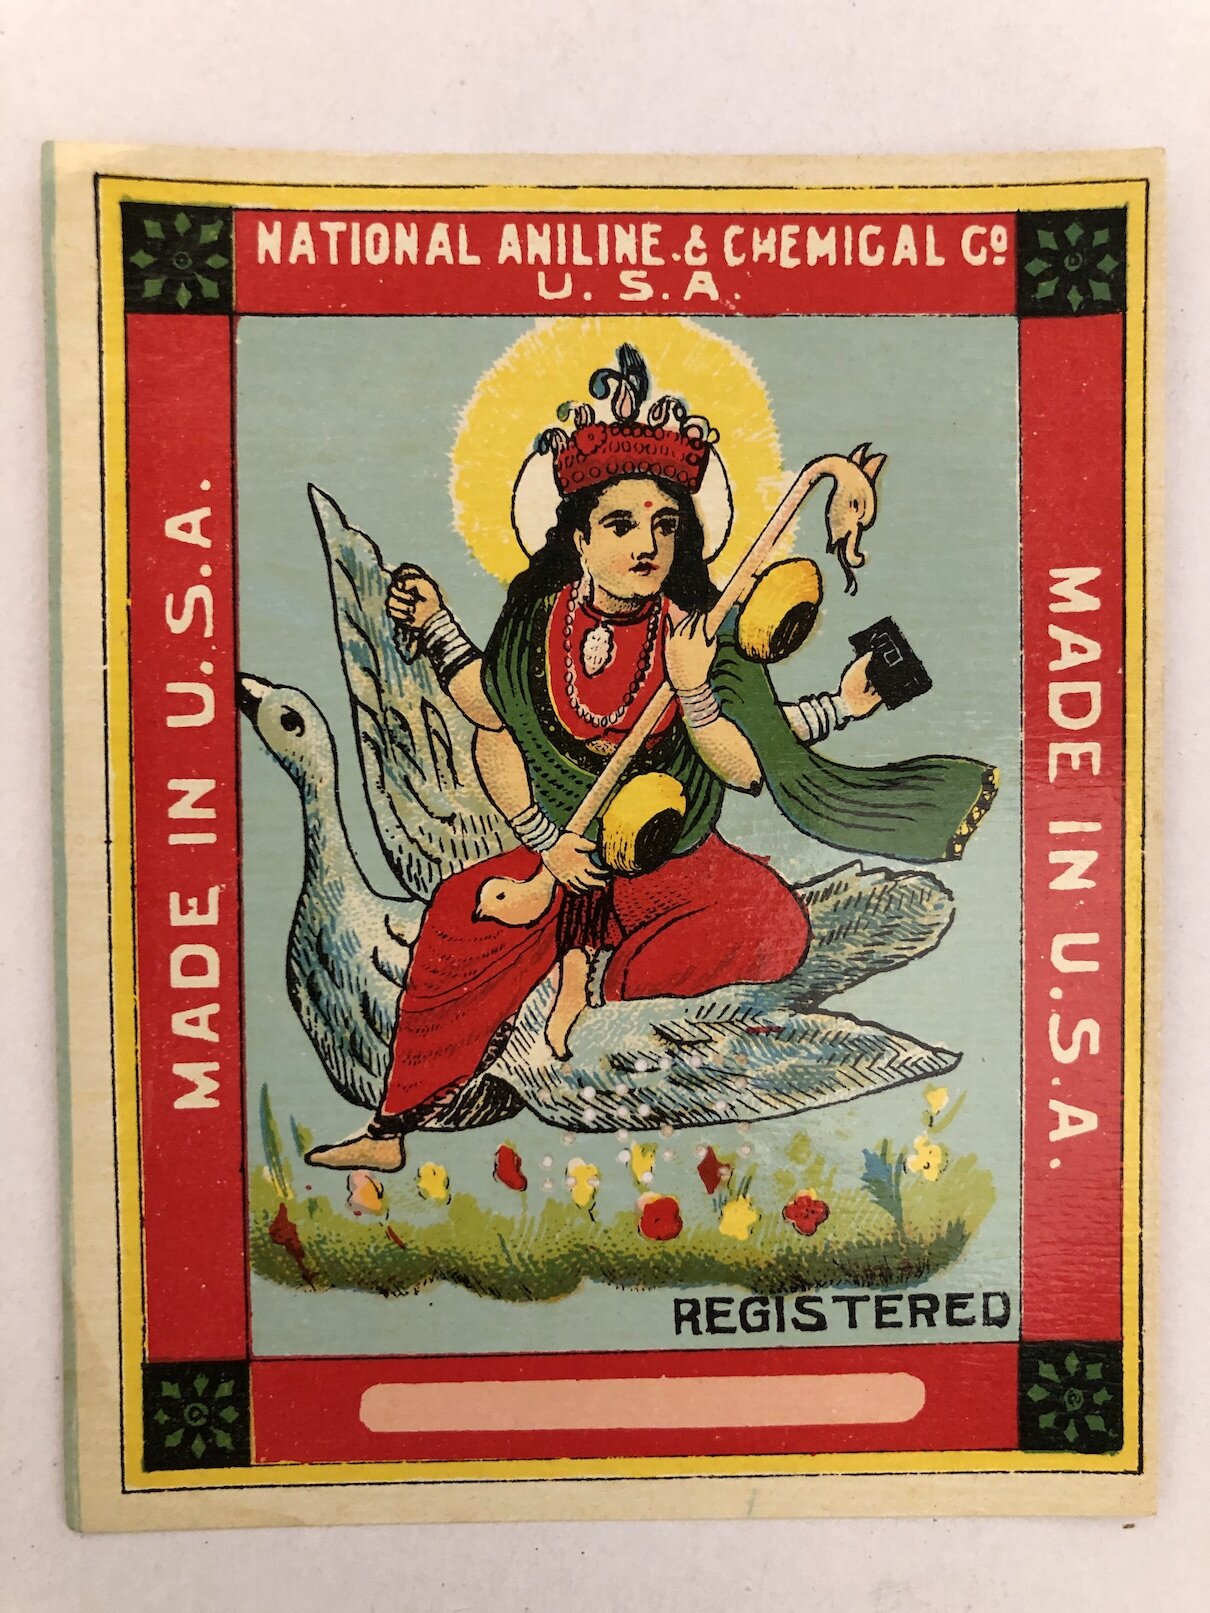 NATIONAL ANILINE & CHEMICAL Cº
U. S. A.
MADE IN U.S.A.
MADE IN U.S.A.
REGISTERED